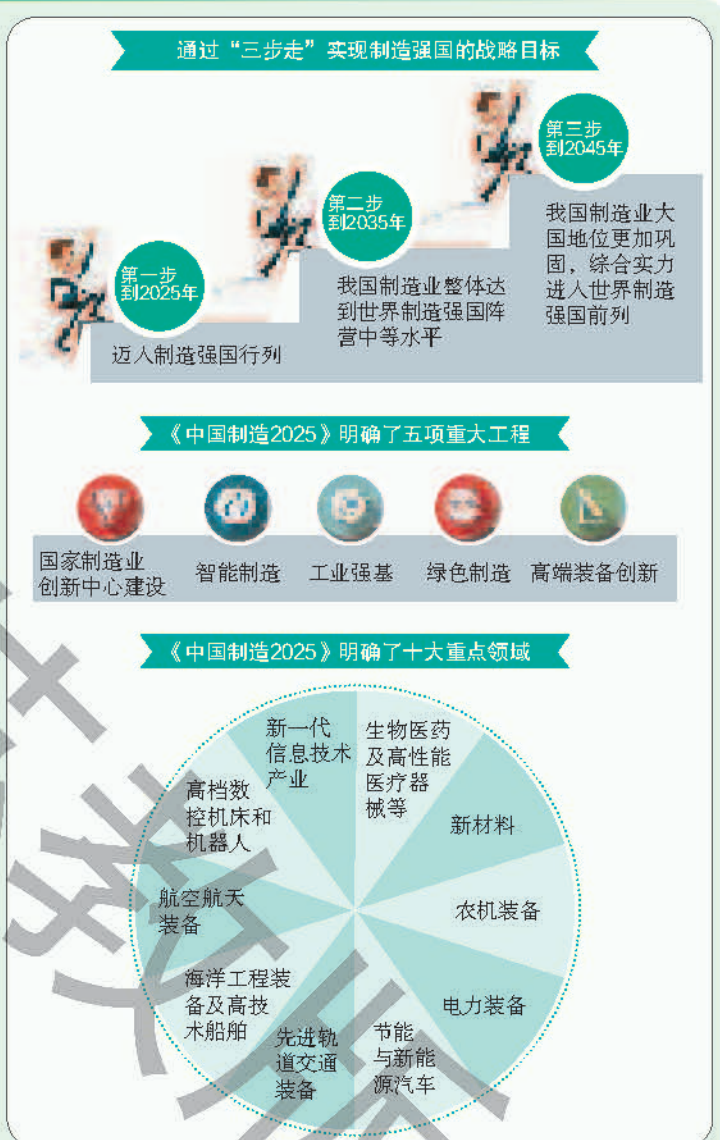 通过“三步走”实现制造强国的战略目标
第一步
到2025年
迈入制造强国行列
第二步
到2035年
我国制造业整体达
到世界制造强国阵
营中等水平
第三步
到2045年
我国制造业大
国地位更加巩
固，综合实力
进入世界制造
强国前列
《中国制造2025》明确了五项重大工程
国家制造业
创新中心建设
智能制造
工业强基
绿色制造
高端装备创新
《中国制造2025》明确了十大重点领域
新一代
信息技术
产业
生物医药
及高性能
医疗器
械等
高档数
控机床和
机器人
新材料
航空航天
装备
农机装备
海洋工程装
备及高技
术船舶
电力装备
先进轨
道交通
装备
节能
与新能
源汽车